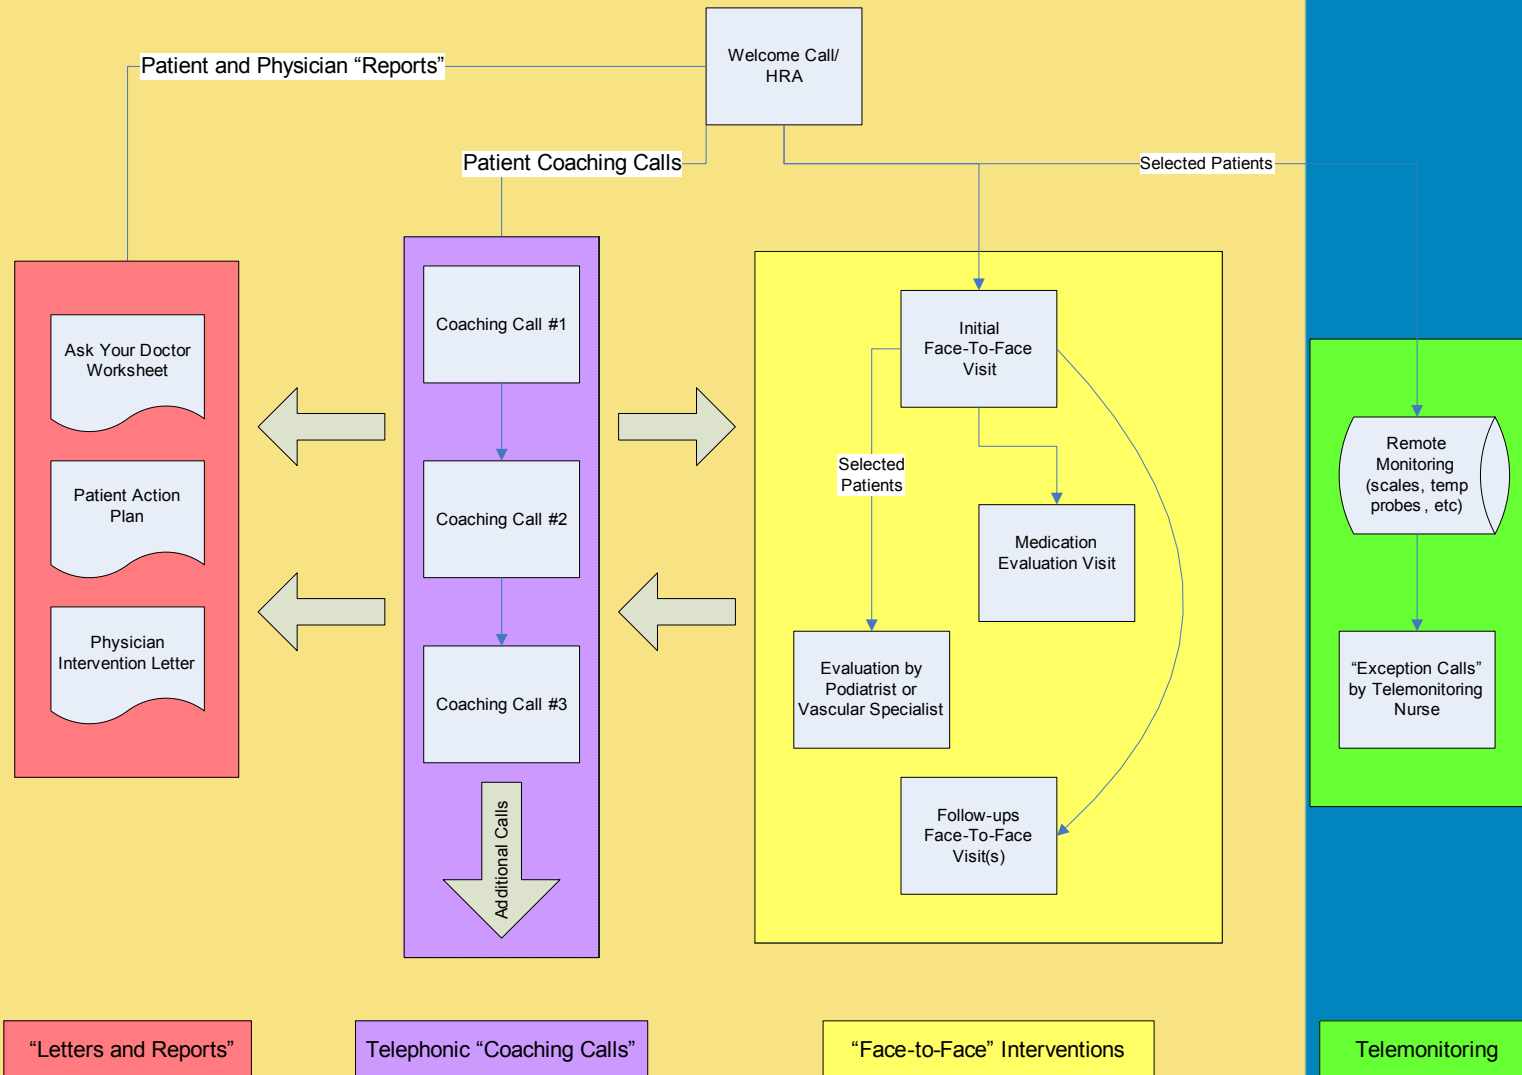 Welcome Call/
HRA
Patient and Physician “Reports”
Patient Coaching Calls
Selected Patients
Ask Your Doctor
Worksheet
Patient Action
Plan
Physician
Intervention Letter
Coaching Call #1
Coaching Call #2
Coaching Call #3
Additional Calls
Initial
Face-To-Face
Visit
Selected
Patients
Medication
Evaluation Visit
Evaluation by
Podiatrist or
Vascular Specialist
Follow-ups
Face-To-Face
Visit(s)
Remote
Monitoring
(scales, temp
probes , etc)
“Exception Calls”
by Telemonitoring
Nurse
“Letters and Reports”
Telephonic “Coaching Calls”
“Face-to-Face” Interventions
Telemonitoring